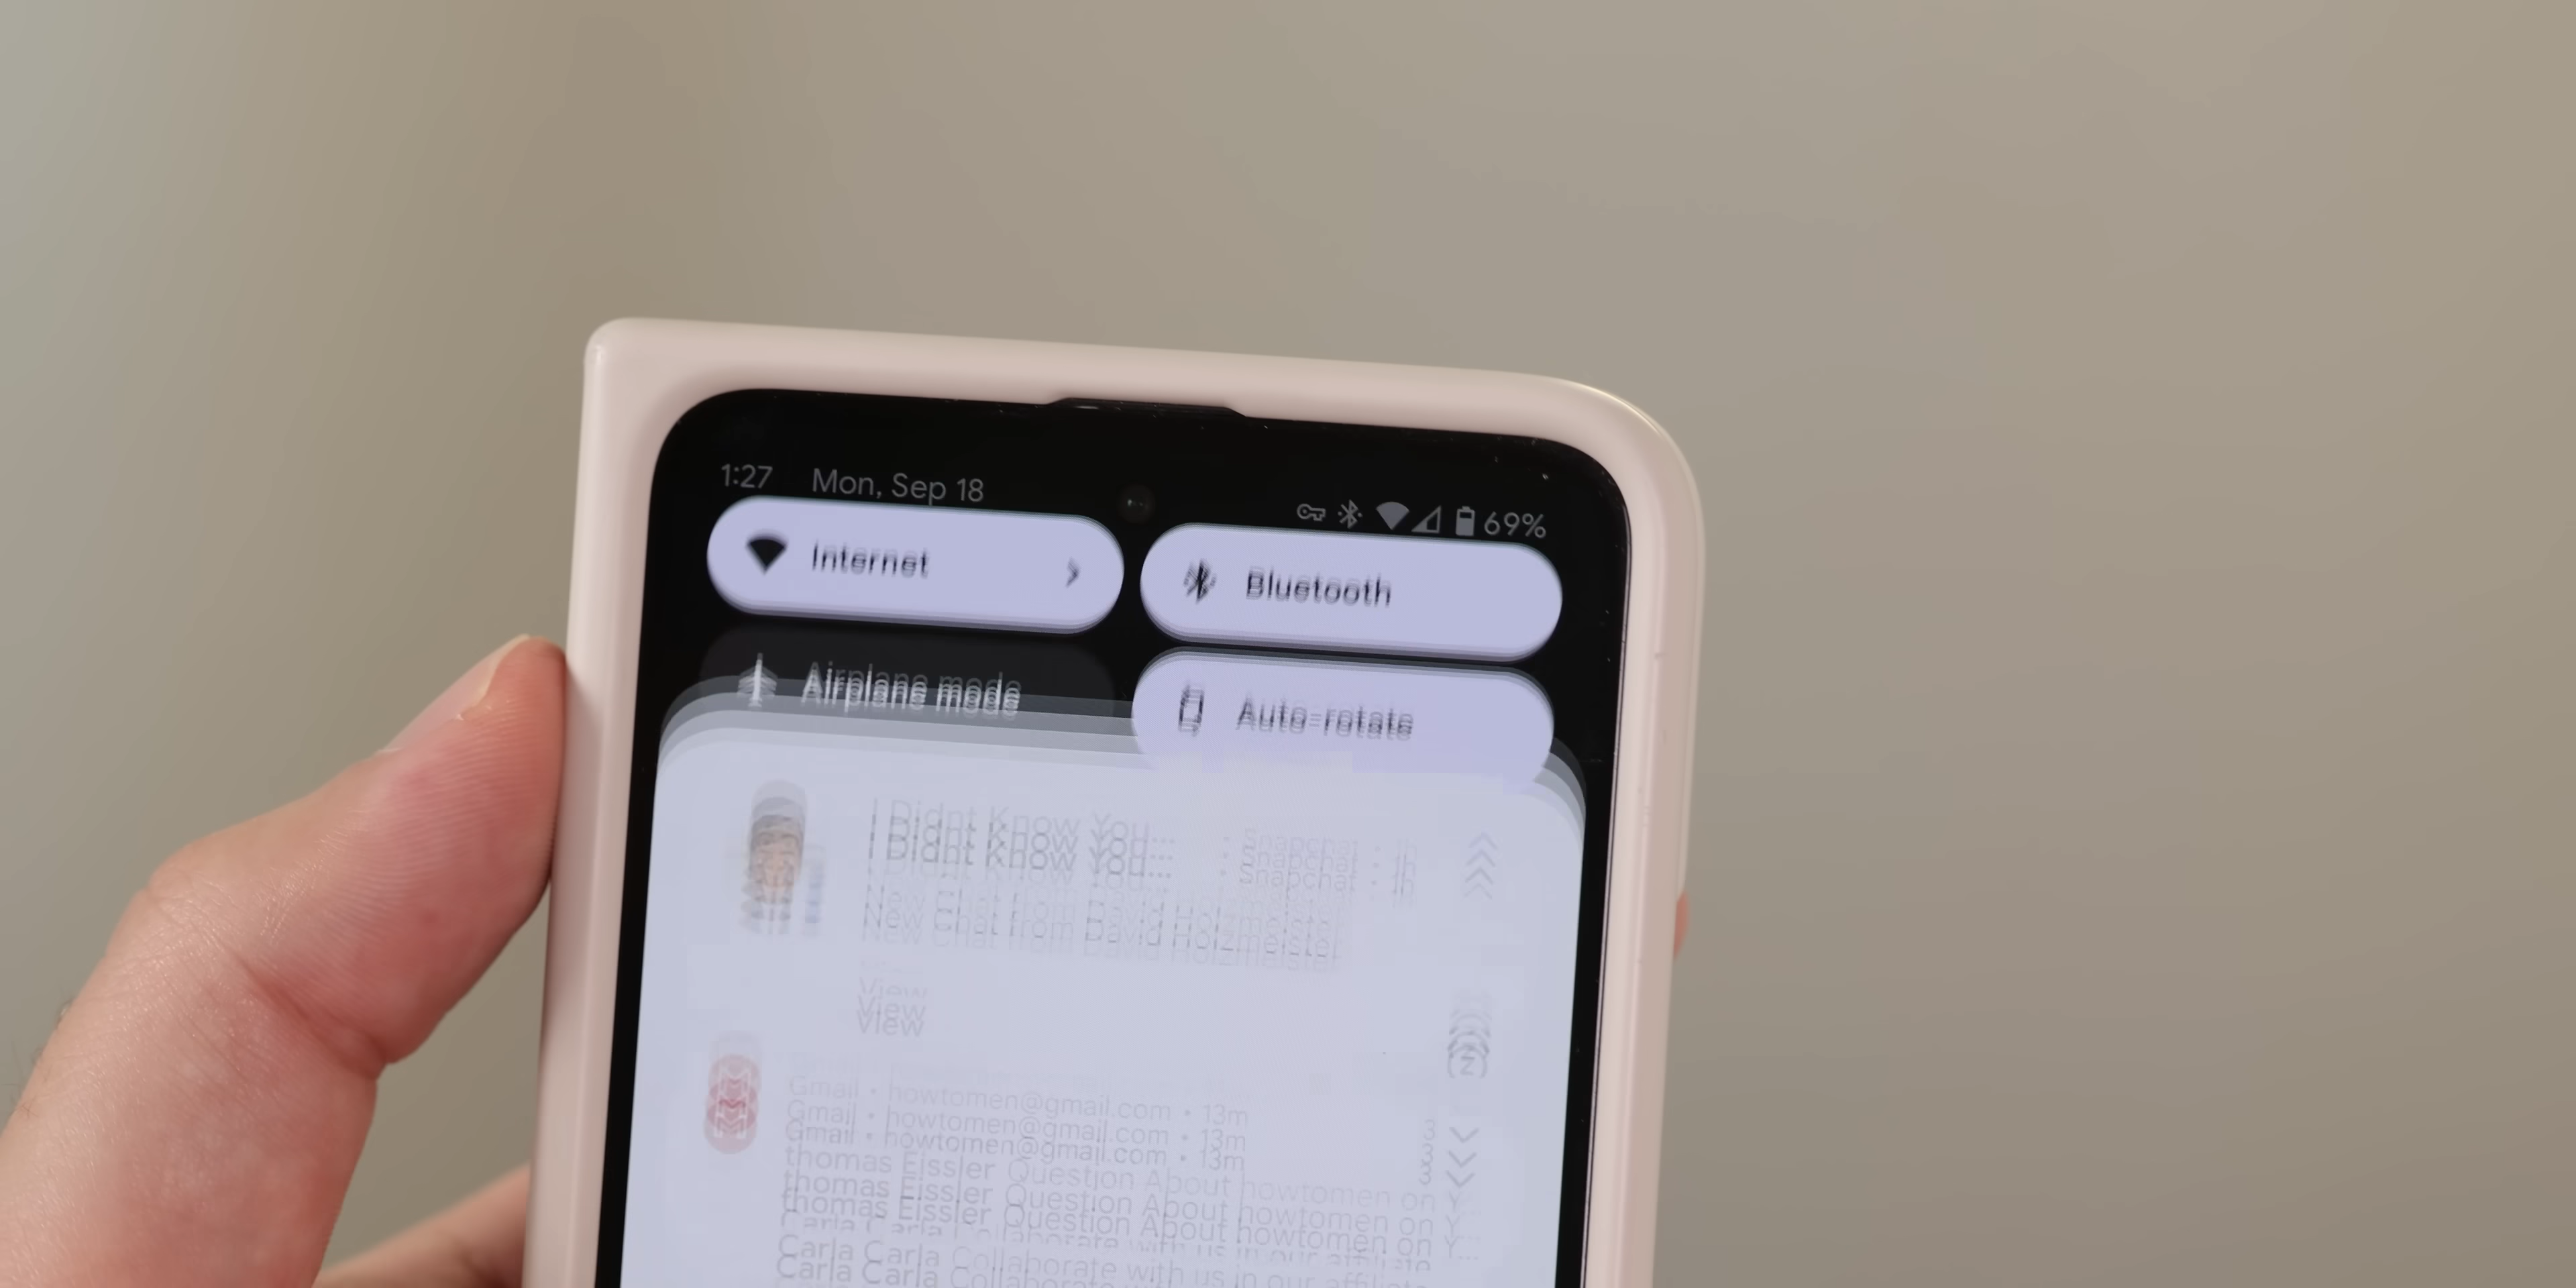 1:27 Mon, Sep 18 69%
Internet Bluetooth
Airplane mode Auto-rotate
I Didnt Know You... • Snapchat • 1h
New Chat from David Holzmeister
View
Gmail • howtomen@gmail.com • 13m
3
thomas Eissler Question About howtomen on Y...
Carla Carla Collaborate with us in our affiliate